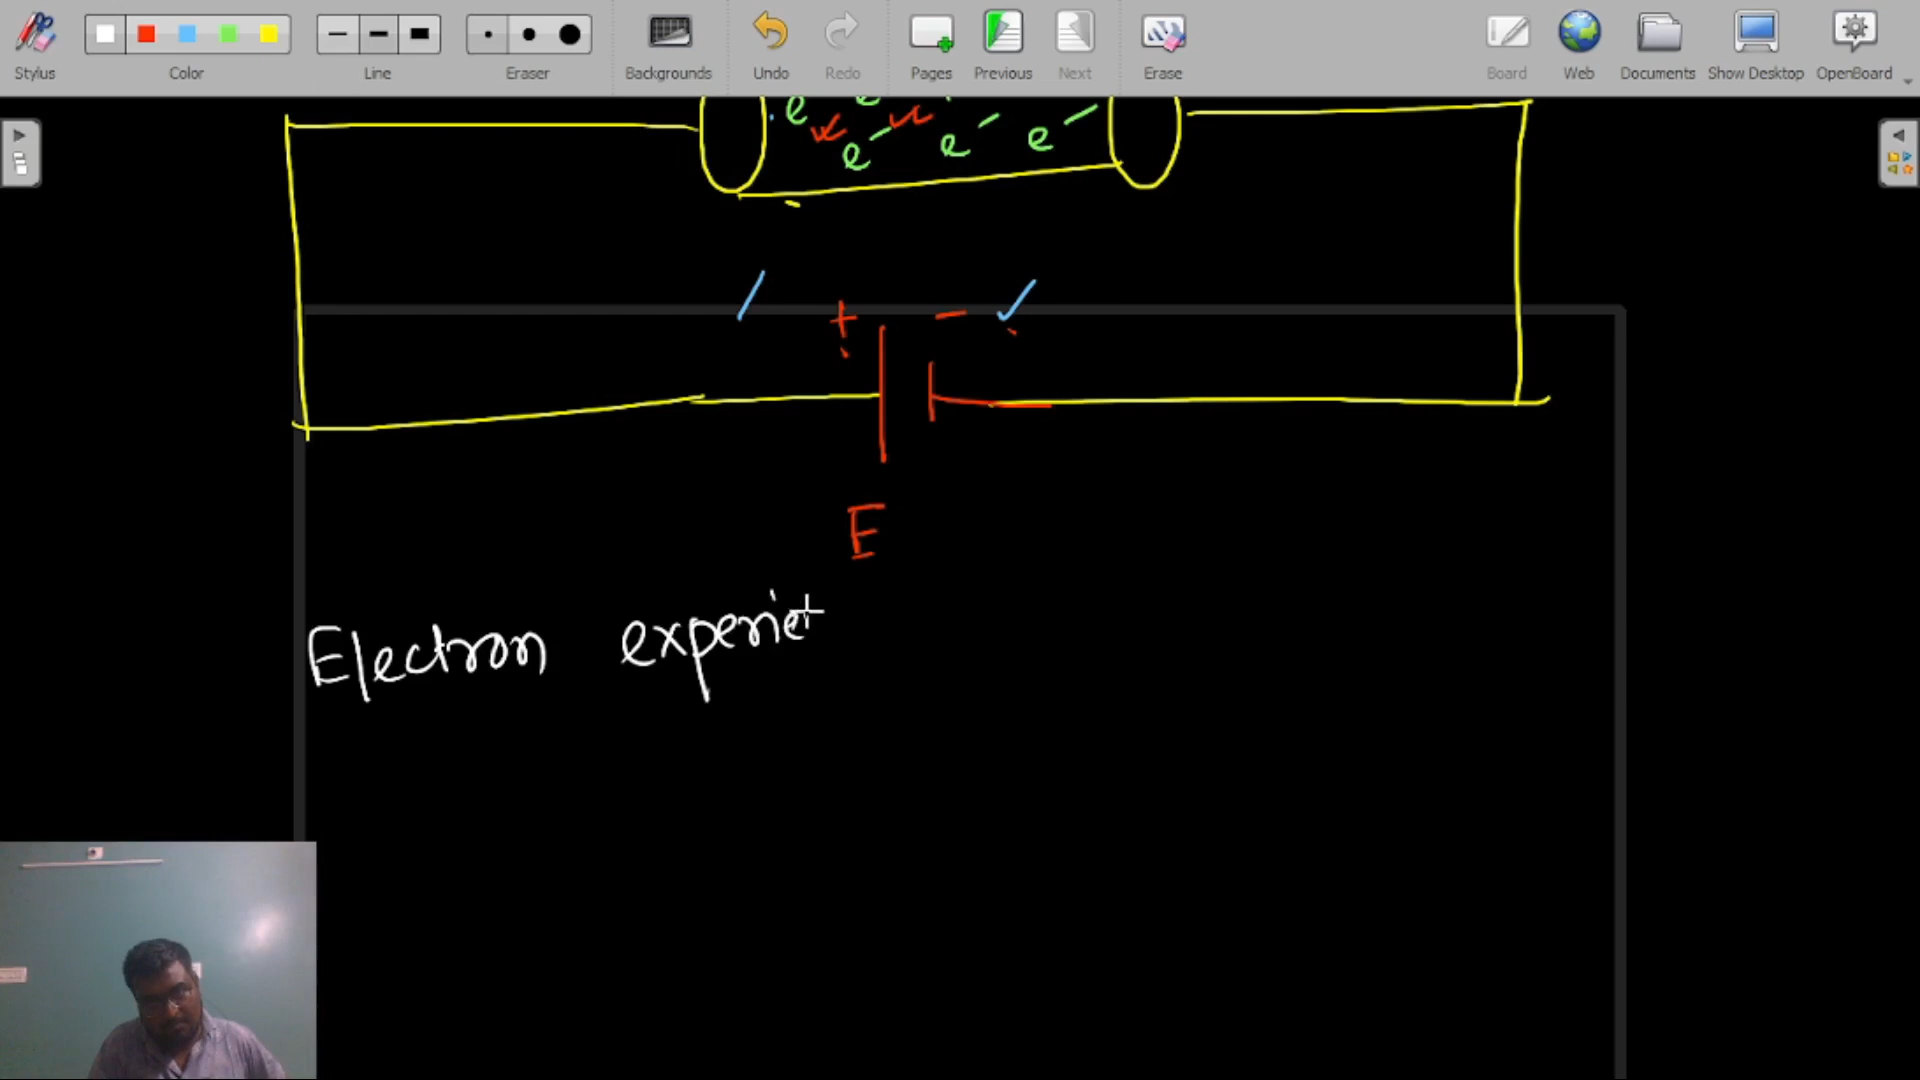 Stylus
Color
Line
Eraser
Backgrounds
Undo
Redo
Pages
Previous
Next
Erase
Board
Web
Documents
Show Desktop
OpenBoard
e
e
e e e
+ -
E
Electron experie